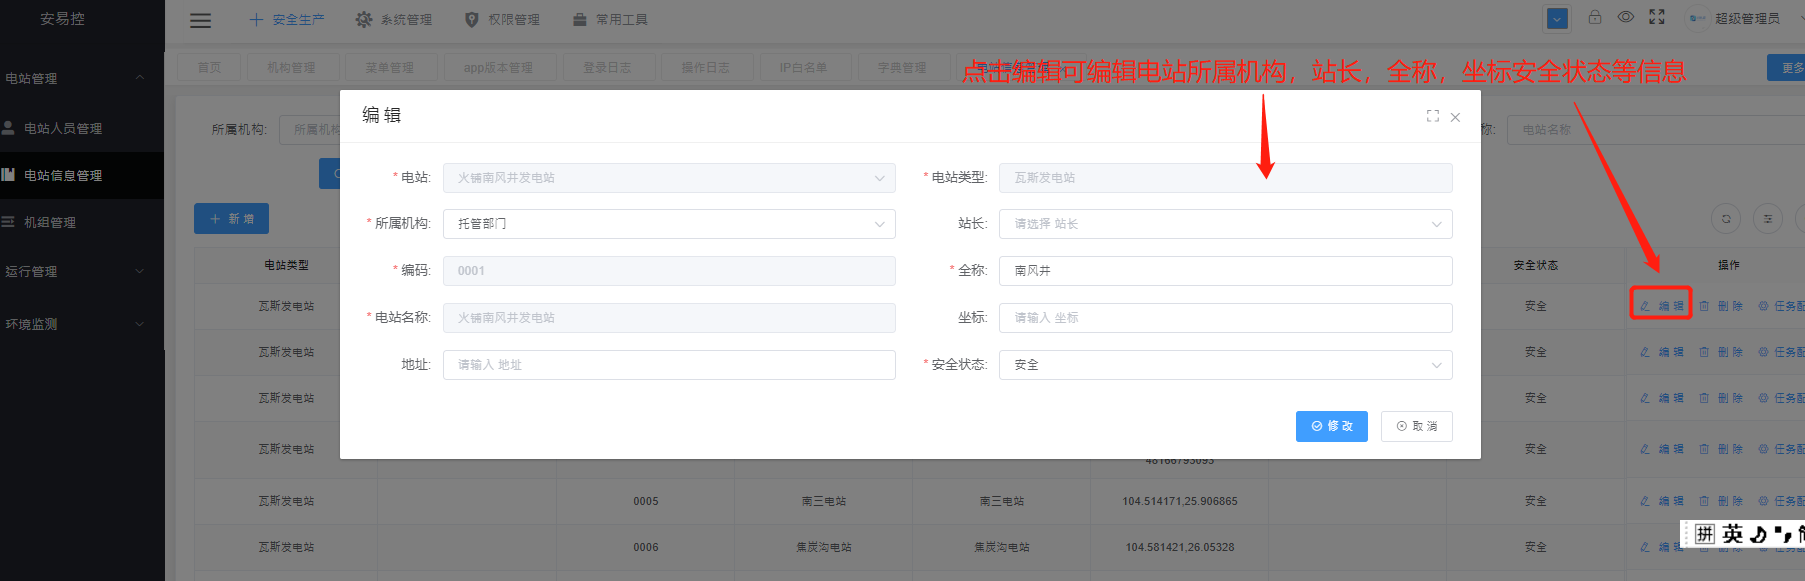 安易控
安全生产 系统管理 权限管理 常用工具 超级管理员
首页 机构管理 菜单管理 app版本管理 登录日志 操作日志 IP白名单 字典管理 更多
点击编辑可编辑电站所属机构，站长，全称，坐标安全状态等信息
电站管理
电站人员管理
电站信息管理
机组管理
运行管理
环境监测
所属机构: 所属机构 称: 电站名称
新 增
编 辑
* 电站: 火铺南风井发电站 * 电站类型: 瓦斯发电站
* 所属机构: 托管部门 站长: 请选择 站长
* 编码: 0001 * 全称: 南风井
* 电站名称: 火铺南风井发电站 坐标: 请输入 坐标
地址: 请输入 地址 * 安全状态: 安全
修 改 取 消
电站类型 安全状态 操作
瓦斯发电站 安全 编 辑 删 除 任务配
瓦斯发电站 安全 编 辑 删 除 任务配
瓦斯发电站 安全 编 辑 删 除 任务配
瓦斯发电站 48166793093 安全 编 辑 删 除 任务配
瓦斯发电站 0005 南三电站 南三电站 104.514171,25.906865 安全 编 辑 删 除 任务配
瓦斯发电站 0006 焦炭沟电站 焦炭沟电站 104.581421,26.05328 安全 编 辑
拼 英 简